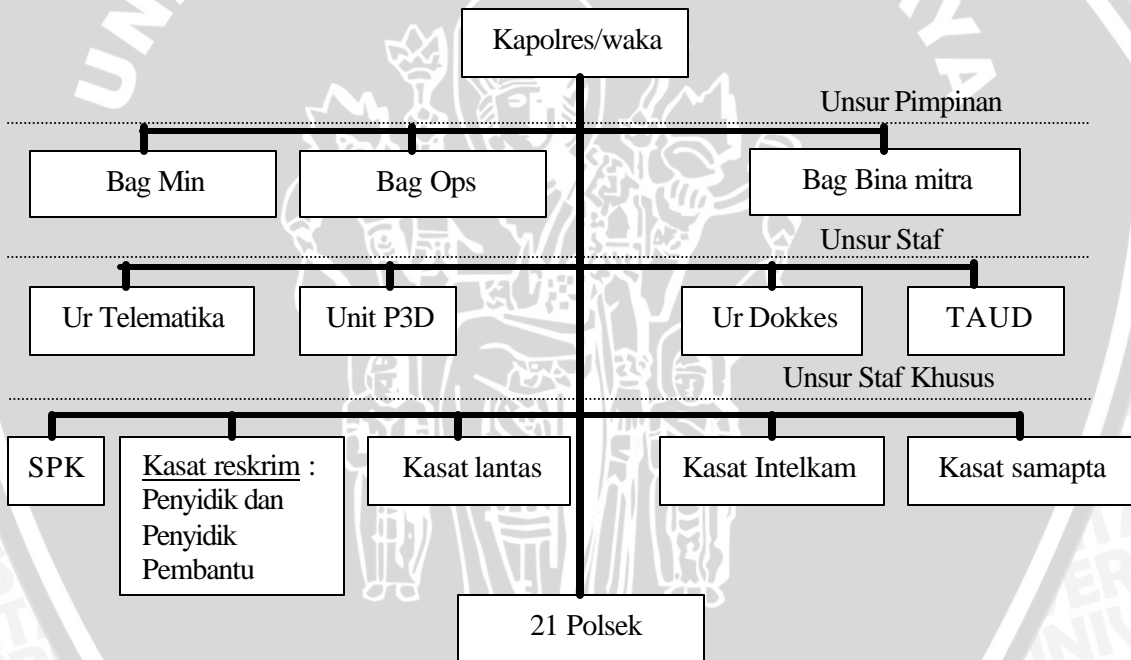 Kapolres/waka
Unsur Pimpinan
Bag Min
Bag Ops
Bag Bina mitra
Unsur Staf
Ur Telematika
Unit P3D
Ur Dokkes
TAUD
Unsur Staf Khusus
SPK
Kasat reskrim :
Penyidik dan
Penyidik
Pembantu
Kasat lantas
Kasat Intelkam
Kasat samapta
21 Polsek